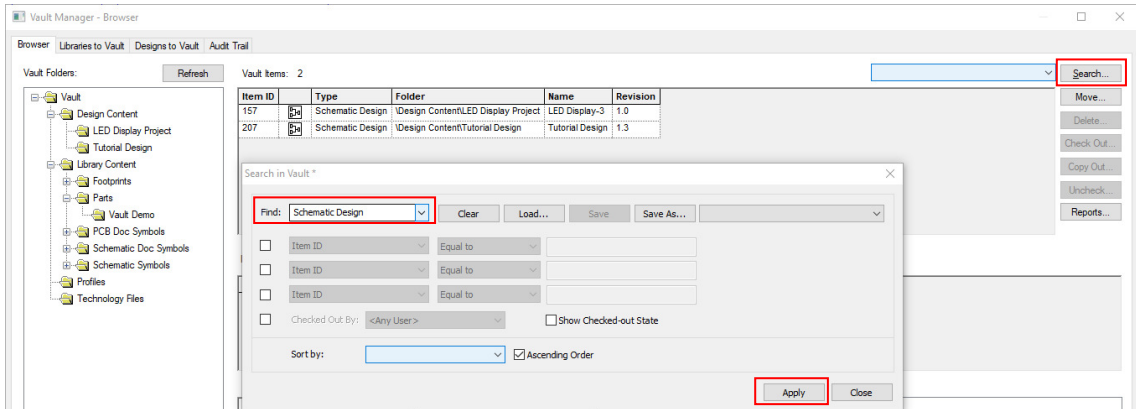 Vault Manager - Browser
Browser Libraries to Vault Designs to Vault Audit Trail
Vault Folders: Refresh Vault Items: 2 Search...
Vault
Design Content
LED Display Project
Tutorial Design
Library Content
Footprints
Parts
Vault Demo
PCB Doc Symbols
Schematic Doc Symbols
Schematic Symbols
Profiles
Technology Files
Item ID Type Folder Name Revision
157 Schematic Design \Design Content\LED Display Project LED Display-3 1.0
207 Schematic Design \Design Content\Tutorial Design Tutorial Design 1.3
Move...
Delete...
Check Out...
Copy Out...
Uncheck...
Reports...
Search in Vault *
Find: Schematic Design Clear Load... Save Save As...
Item ID Equal to
Item ID Equal to
Item ID Equal to
Checked Out By: <Any User> Show Checked-out State
Sort by: Ascending Order
Apply Close